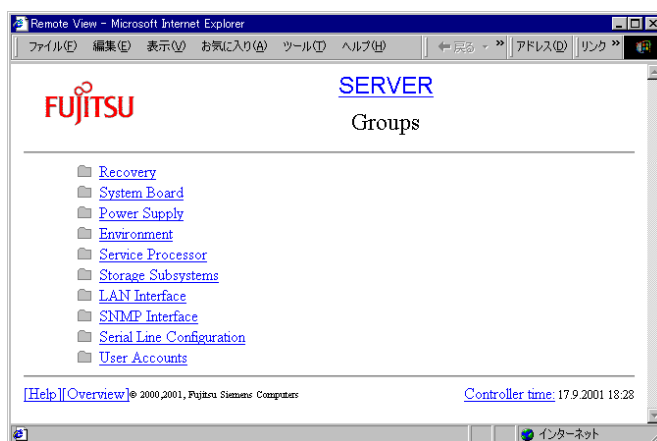 Remote View - Microsoft Internet Explorer
ファイル(F) 編集(E) 表示(V) お気に入り(A) ツール(T) ヘルプ(H) 戻る » アドレス(D) リンク »
FUJITSU
SERVER
Groups
Recovery
System Board
Power Supply
Environment
Service Processor
Storage Subsystems
LAN Interface
SNMP Interface
Serial Line Configuration
User Accounts
[Help][Overview]© 2000,2001, Fujitsu Siemens Computers Controller time: 17.9.2001 18:28
インターネット